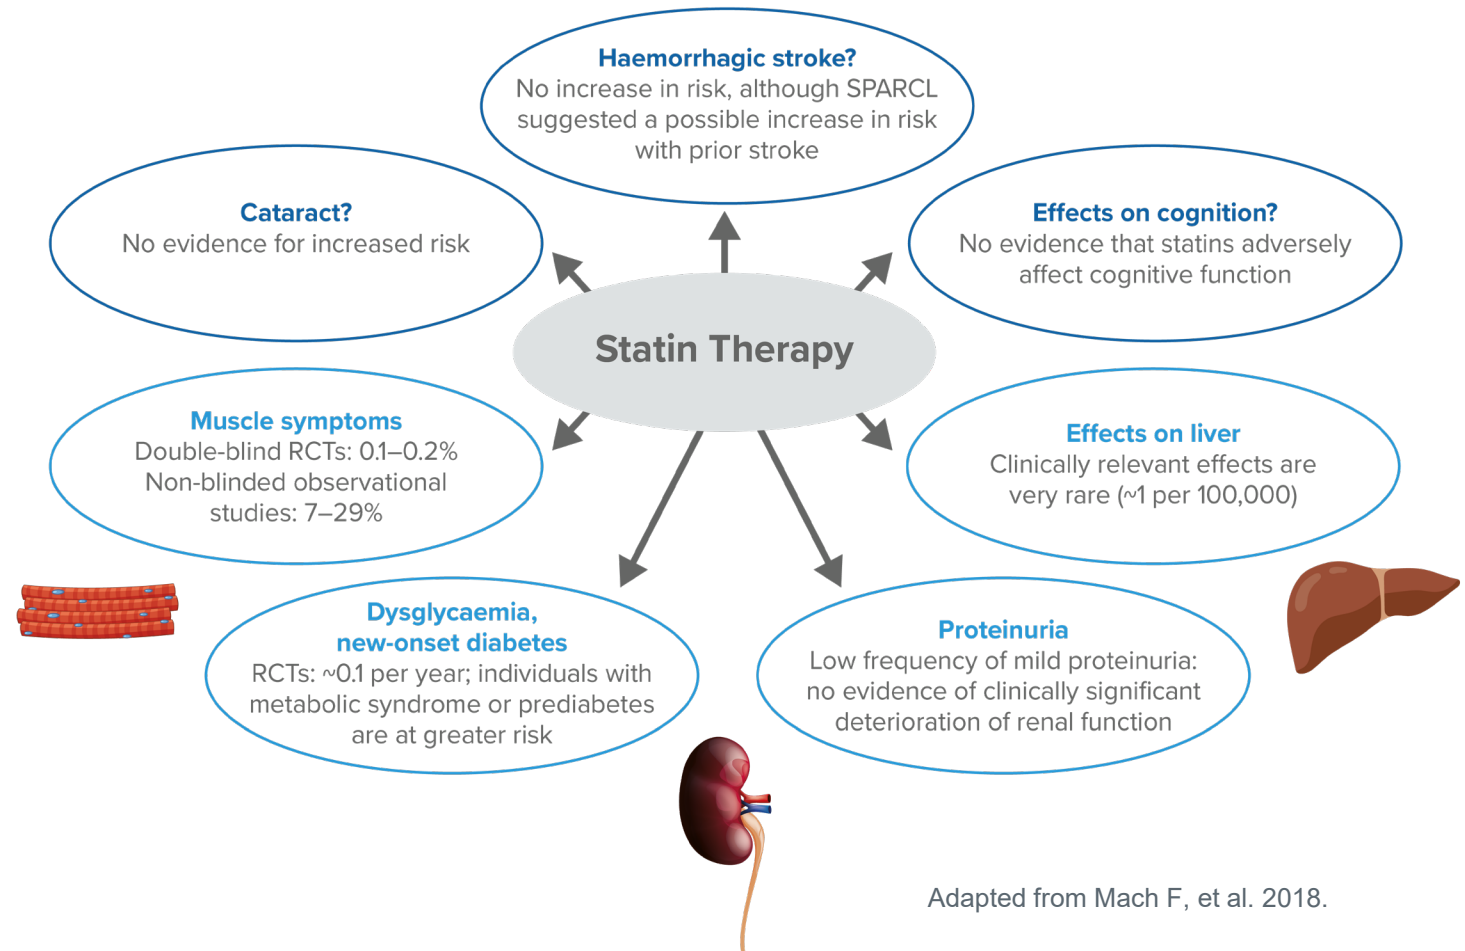 Haemorrhagic stroke?
No increase in risk, although SPARCL
suggested a possible increase in risk
with prior stroke
Cataract?
No evidence for increased risk
Effects on cognition?
No evidence that statins adversely
affect cognitive function
Statin Therapy
Muscle symptoms
Double-blind RCTs: 0.1–0.2%
Non-blinded observational
studies: 7–29%
Effects on liver
Clinically relevant effects are
very rare (~1 per 100,000)
Dysglycaemia,
new-onset diabetes
RCTs: ~0.1 per year; individuals with
metabolic syndrome or prediabetes
are at greater risk
Proteinuria
Low frequency of mild proteinuria:
no evidence of clinically significant
deterioration of renal function
Adapted from Mach F, et al. 2018.